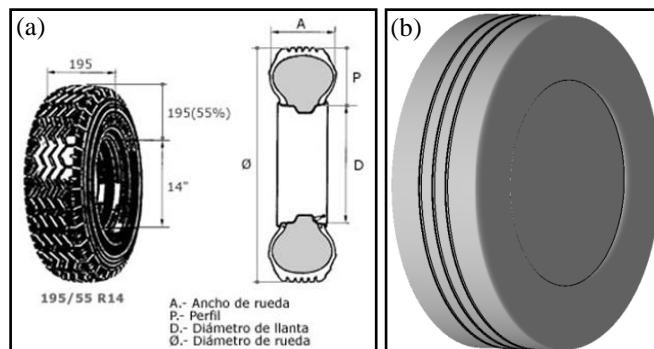 (a)
195
195(55%)
14"
195/55 R14
A
P
Ø
D
A.- Ancho de rueda
P.- Perfil
D.- Diámetro de llanta
Ø.- Diámetro de rueda
(b)